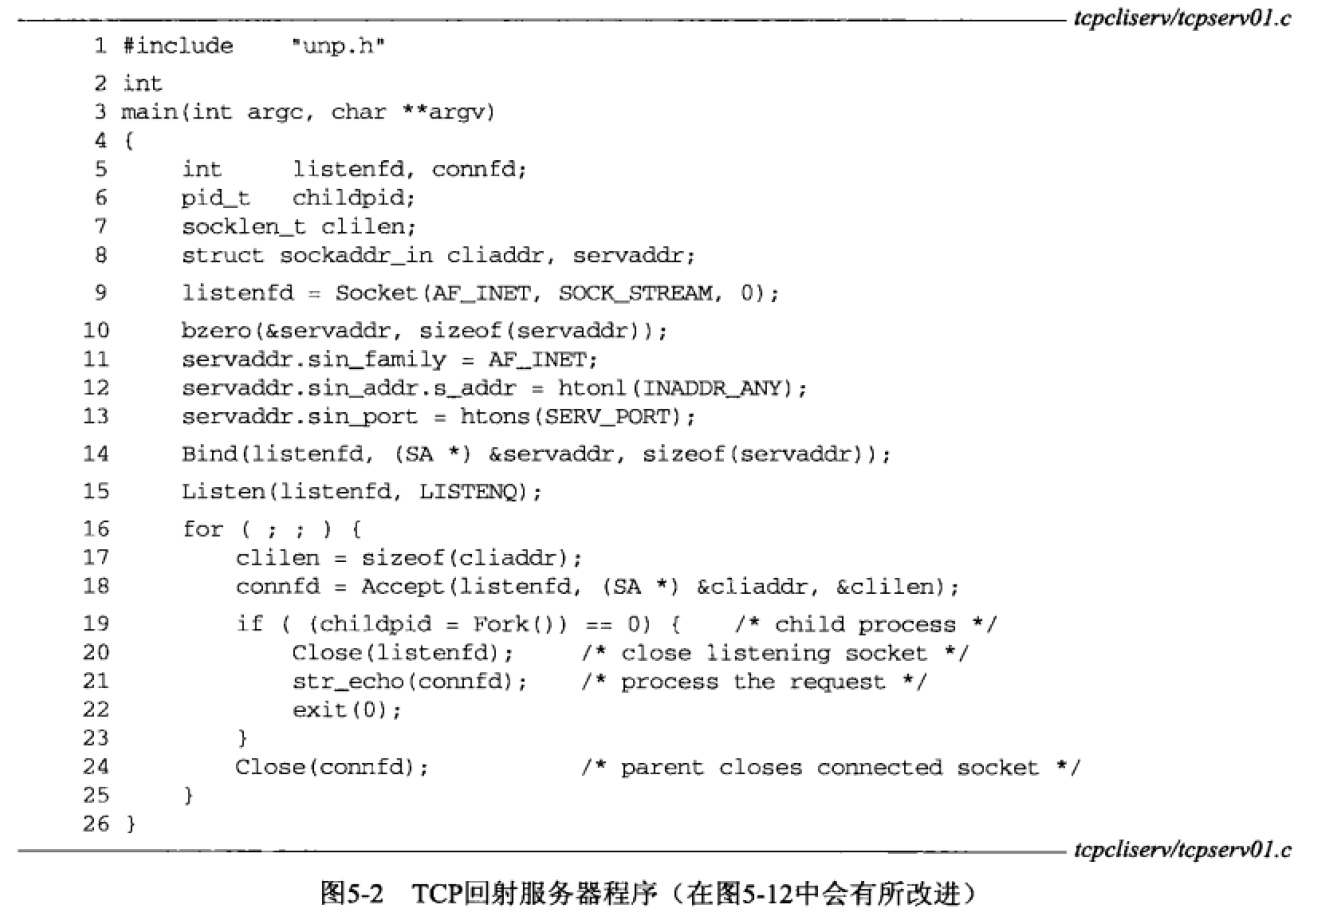 tcpcliserv/tcpserv01.c
1 #include    "unp.h"
2 int
3 main(int argc, char **argv)
4 {
5     int     listenfd, connfd;
6     pid_t   childpid;
7     socklen_t clilen;
8     struct sockaddr_in cliaddr, servaddr;
9     listenfd = Socket(AF_INET, SOCK_STREAM, 0);
10     bzero(&servaddr, sizeof(servaddr));
11     servaddr.sin_family = AF_INET;
12     servaddr.sin_addr.s_addr = htonl(INADDR_ANY);
13     servaddr.sin_port = htons(SERV_PORT);
14     Bind(listenfd, (SA *) &servaddr, sizeof(servaddr));
15     Listen(listenfd, LISTENQ);
16     for ( ; ; ) {
17         clilen = sizeof(cliaddr);
18         connfd = Accept(listenfd, (SA *) &cliaddr, &clilen);
19         if ( (childpid = Fork()) == 0) {    /* child process */
20             Close(listenfd);     /* close listening socket */
21             str_echo(connfd);    /* process the request */
22             exit(0);
23         }
24         Close(connfd);           /* parent closes connected socket */
25     }
26 }
tcpcliserv/tcpserv01.c
图5-2 TCP回射服务器程序（在图5-12中会有所改进）